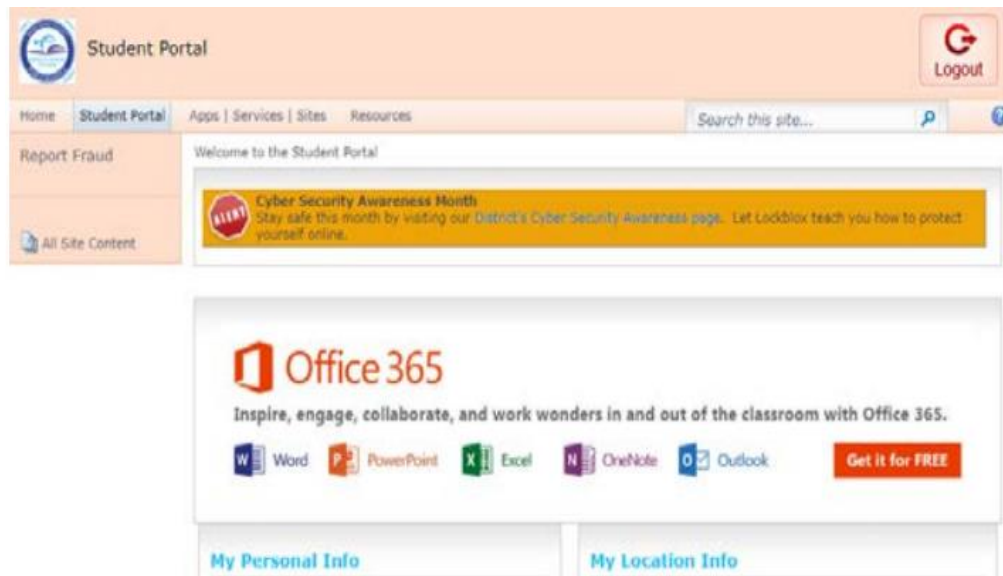 Student Portal
Logout
Home Student Portal Apps | Services | Sites Resources Search this site...
Report Fraud
All Site Content
Welcome to the Student Portal
ALERT
Cyber Security Awareness Month
Stay safe this month by visiting our District's Cyber Security Awareness page. Let Lockblox teach you how to protect
yourself online.
Office 365
Inspire, engage, collaborate, and work wonders in and out of the classroom with Office 365.
Word PowerPoint Excel OneNote Outlook Get it for FREE
My Personal Info My Location Info